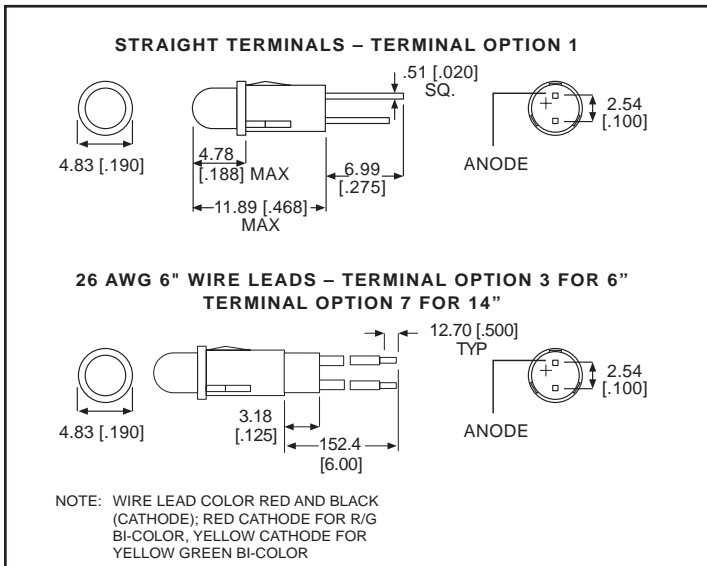 STRAIGHT TERMINALS – TERMINAL OPTION 1
.51 [.020]
SQ.
2.54
[.100]
4.83 [.190]
4.78
[.188] MAX
6.99
[.275]
ANODE
11.89 [.468]
MAX
26 AWG 6" WIRE LEADS – TERMINAL OPTION 3 FOR 6”
TERMINAL OPTION 7 FOR 14”
12.70 [.500]
TYP
2.54
[.100]
4.83 [.190]
3.18
[.125]
ANODE
152.4
[6.00]
NOTE: WIRE LEAD COLOR RED AND BLACK
(CATHODE); RED CATHODE FOR R/G
BI-COLOR, YELLOW CATHODE FOR
YELLOW GREEN BI-COLOR